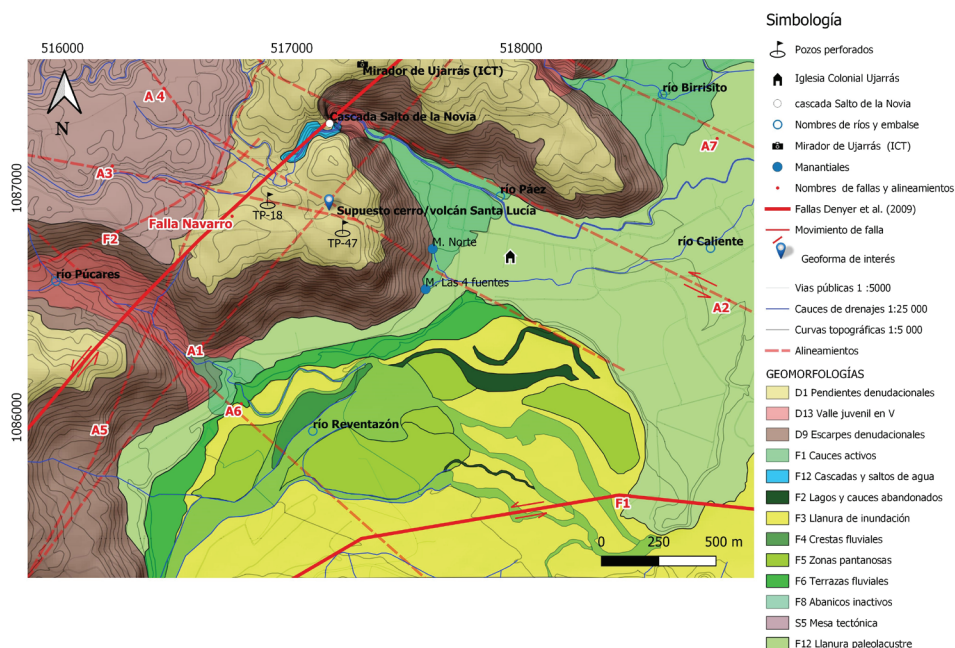 516000
517000
518000
1087000
1086000
N
Mirador de Ujarrás (ICT)
río Birrisito
A 4
Cascada Salto de la Novia
A7
A3
río Páez
TP-18
Supuesto cerro/volcán Santa Lucía
Falla Navarro
TP-47
F2
M. Norte
río Caliente
río Púcares
M. Las 4 fuentes
A2
A1
A6
A5
río Reventazón
F1
0 250 500 m
Simbología
Pozos perforados
Iglesia Colonial Ujarrás
cascada Salto de la Novia
Nombres de ríos y embalse
Mirador de Ujarrás (ICT)
Manantiales
Nombres de fallas y alineamientos
Fallas Denyer et al. (2009)
Movimiento de falla
Geoforma de interés
Vias públicas 1 :5000
Cauces de drenajes 1:25 000
Curvas topográficas 1:5 000
Alineamientos
GEOMORFOLOGÍAS
D1 Pendientes denudacionales
D13 Valle juvenil en V
D9 Escarpes denudacionales
F1 Cauces activos
F12 Cascadas y saltos de agua
F2 Lagos y cauces abandonados
F3 Llanura de inundación
F4 Crestas fluviales
F5 Zonas pantanosas
F6 Terrazas fluviales
F8 Abanicos inactivos
S5 Mesa tectónica
F12 Llanura paleolacustre